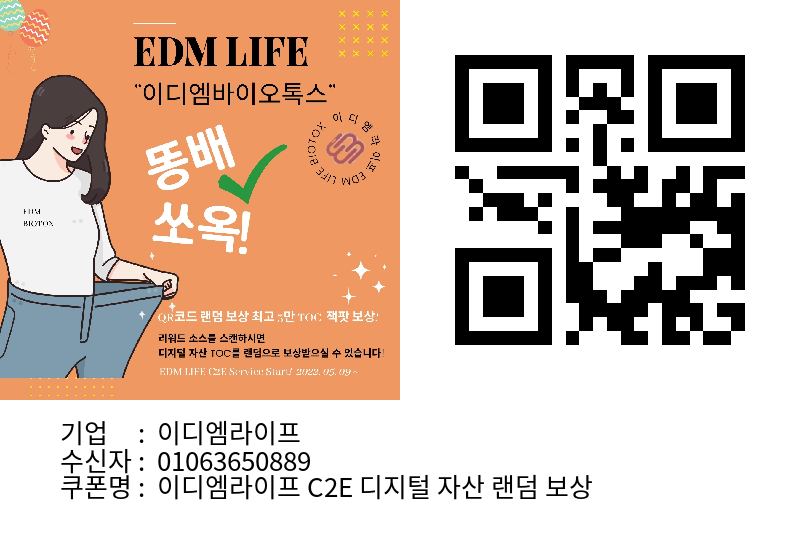 EDM LIFE
"이디엠바이오톡스"
똥배
쏘옥!
이디엠라이프 EDM LIFE BIOTOX
EDM
BIOTOX
QR코드 랜덤 보상 최고 5만 TOC 잭팟 보상!
리워드 소스를 스캔하시면
디지털 자산 TOC를 랜덤으로 보상받으실 수 있습니다!
EDM LIFE C2E Service Start! 2022. 05. 09 ~
기업 : 이디엠라이프
수신자 : 01063650889
쿠폰명 : 이디엠라이프 C2E 디지털 자산 랜덤 보상